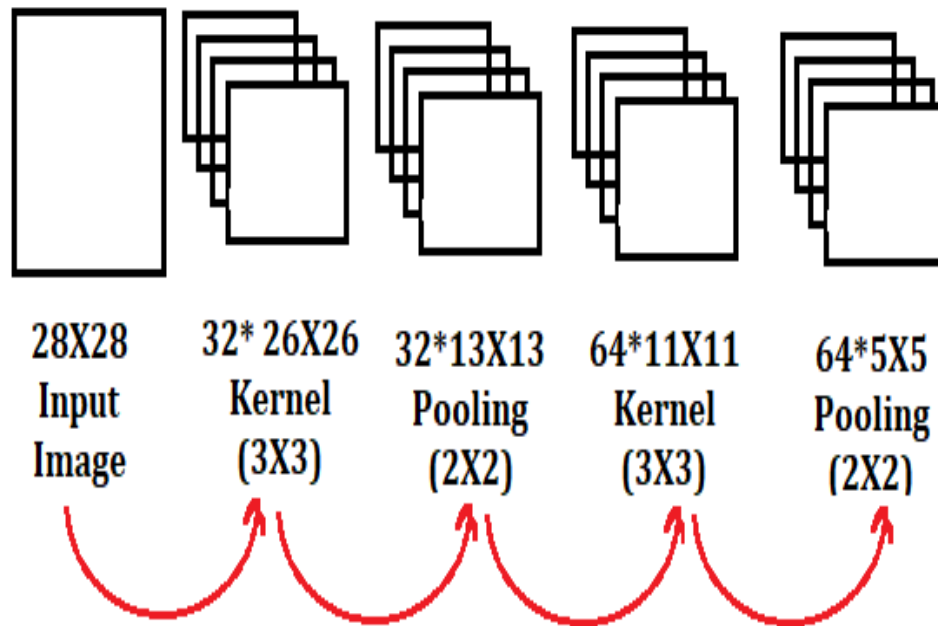 28X28
Input
Image
32* 26X26
Kernel
(3X3)
32*13X13
Pooling
(2X2)
64*11X11
Kernel
(3X3)
64*5X5
Pooling
(2X2)